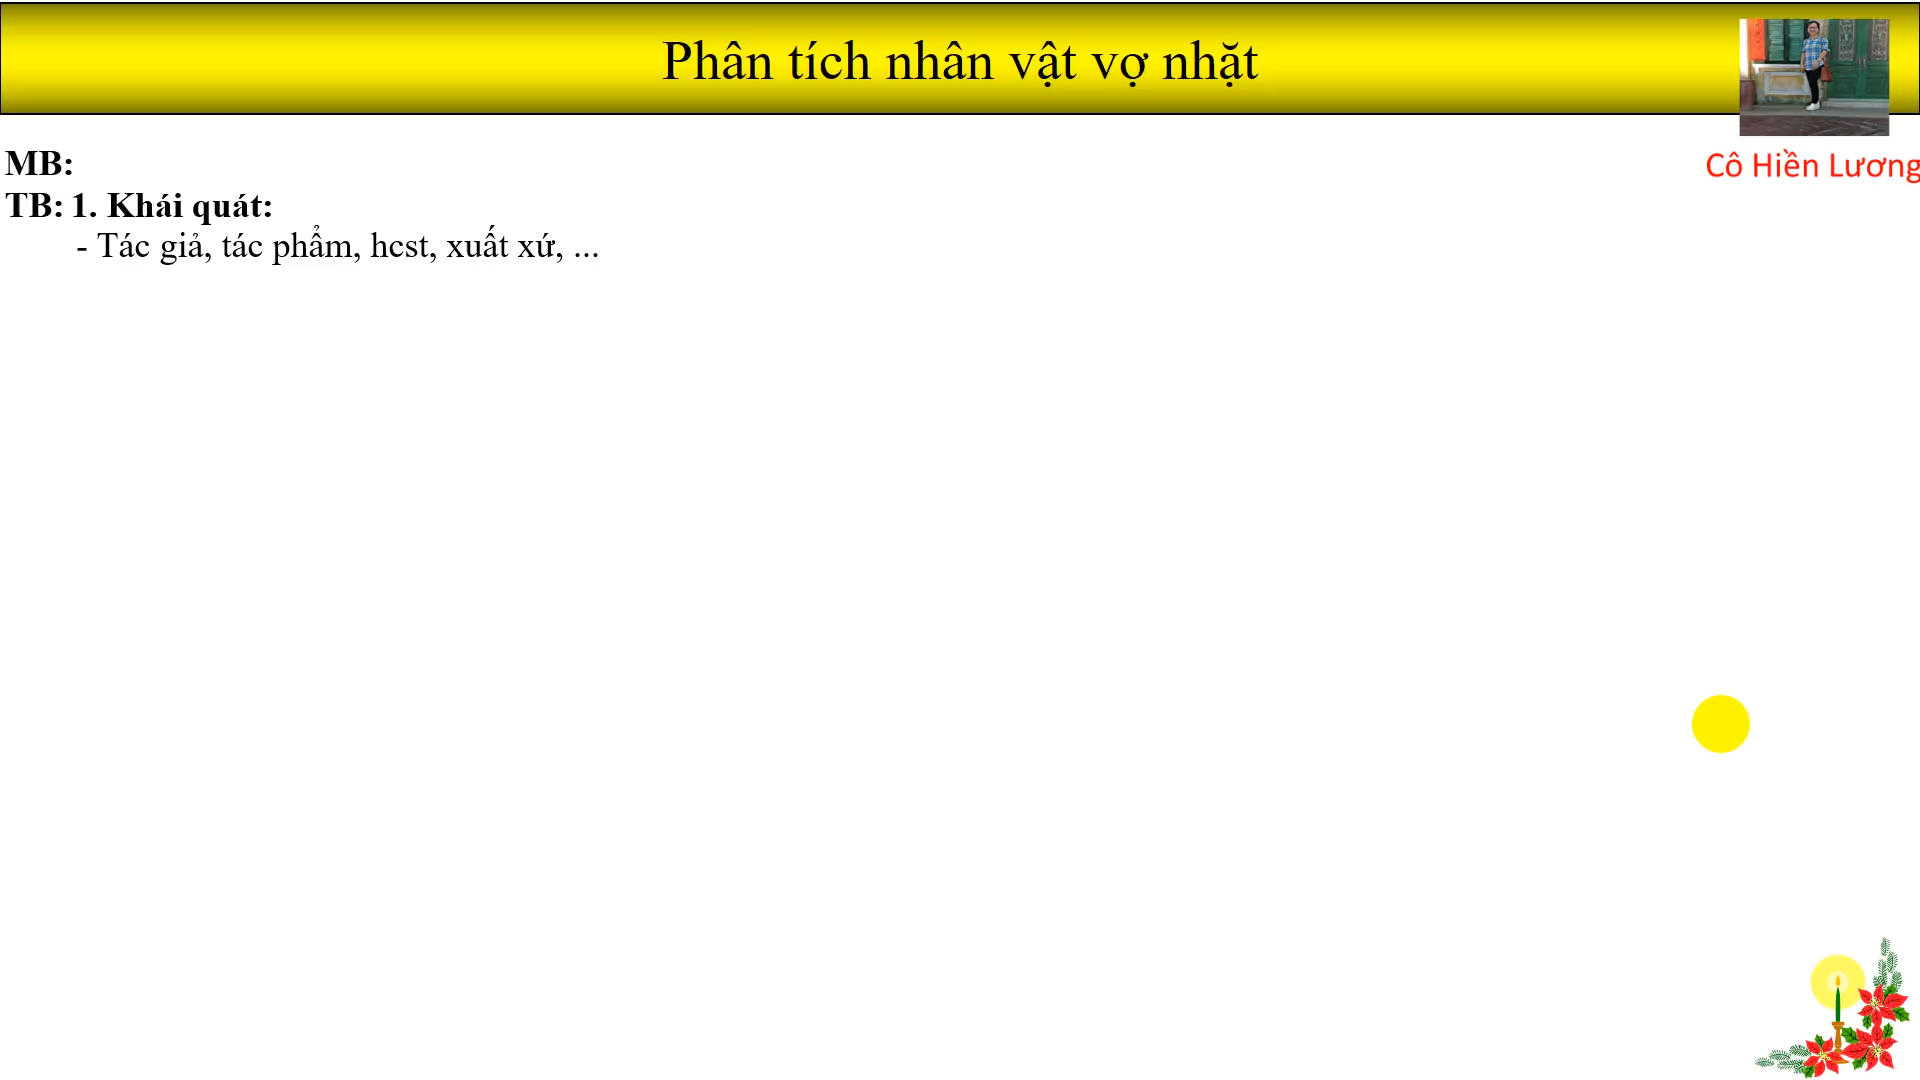 Phân tích nhân vật vợ nhặt
Cô Hiền Lương
MB:
TB: 1. Khái quát:
- Tác giả, tác phẩm, hcst, xuất xứ, ...